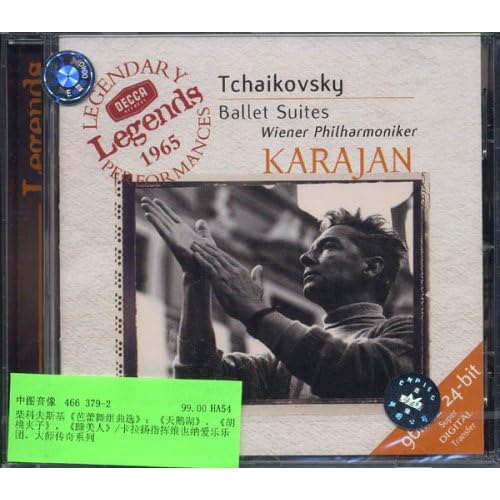 Legends
LEGENDARY
DECCA
Legends
1965
PERFORMANCES
Tchaikovsky
Ballet Suites
Wiener Philharmoniker
KARAJAN
24-bit
Super
DIGITAL
Transfer
中图音像 466 379-2
99.00 HA54
柴科夫斯基《芭蕾舞组曲选》:《天鹅湖》,《胡
桃夹子》,《睡美人》/卡拉扬指挥维也纳爱乐乐
团。大师传奇系列